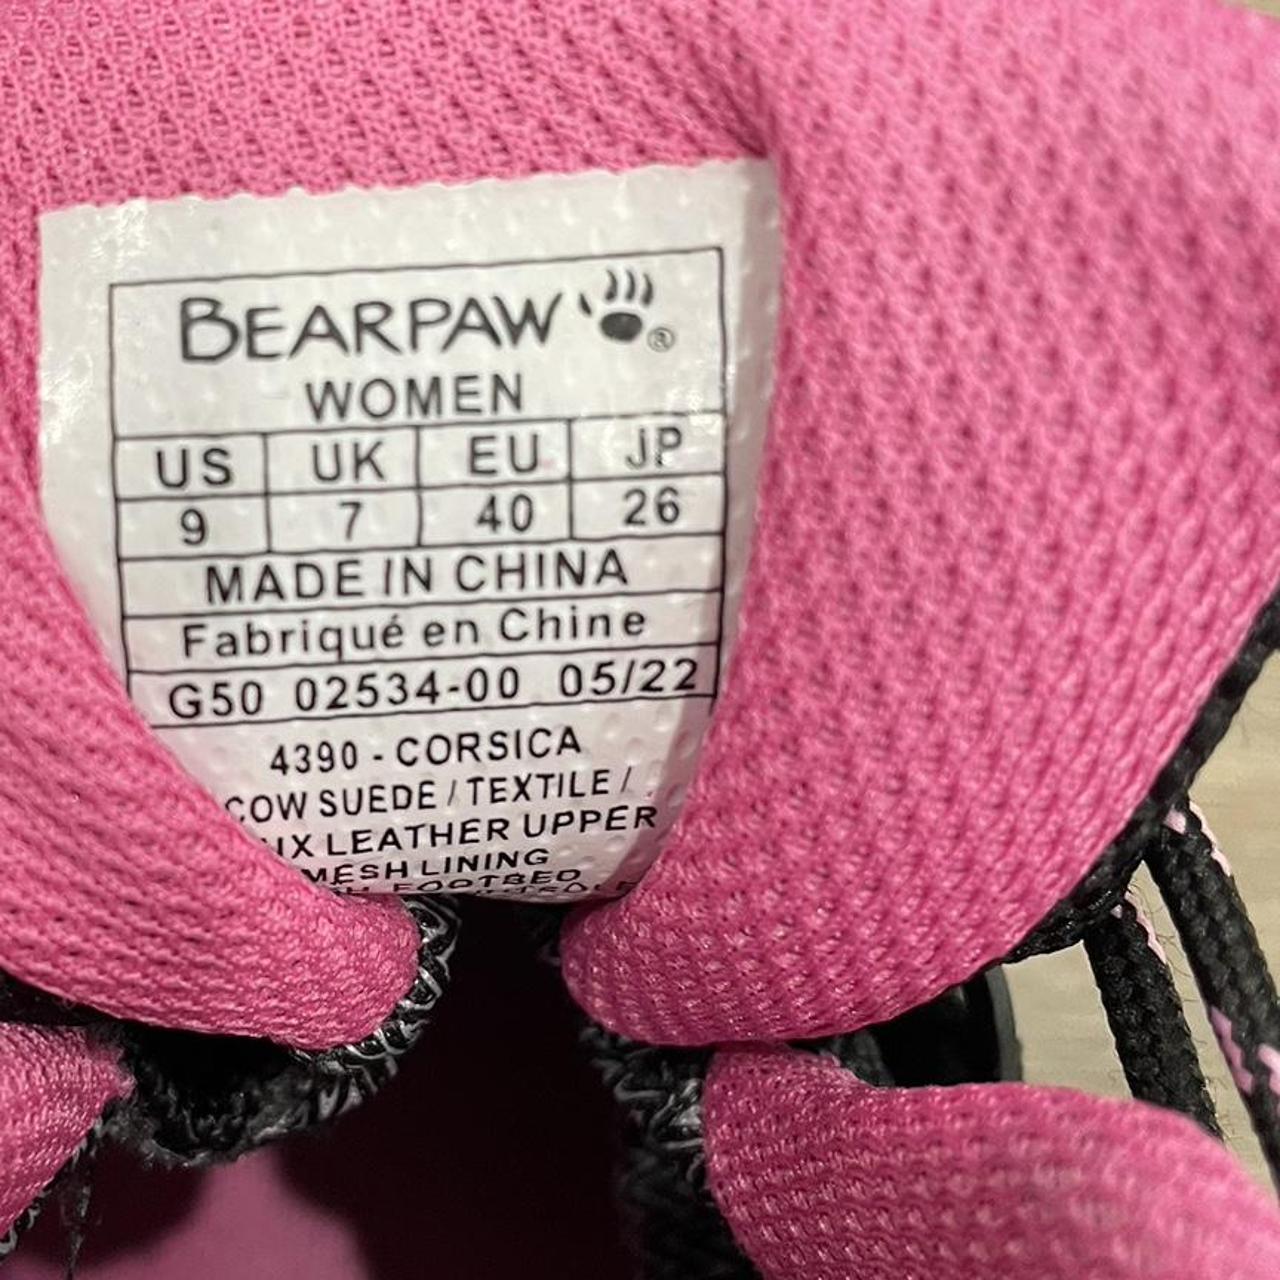 BEARPAW ®
WOMEN
US UK EU JP
9 7 40 26
MADE IN CHINA
Fabriqué en Chine
G50 02534-00 05/22
4390 - CORSICA
COW SUEDE / TEXTILE /
LEATHER UPPER
MESH LINING
FOOTBED